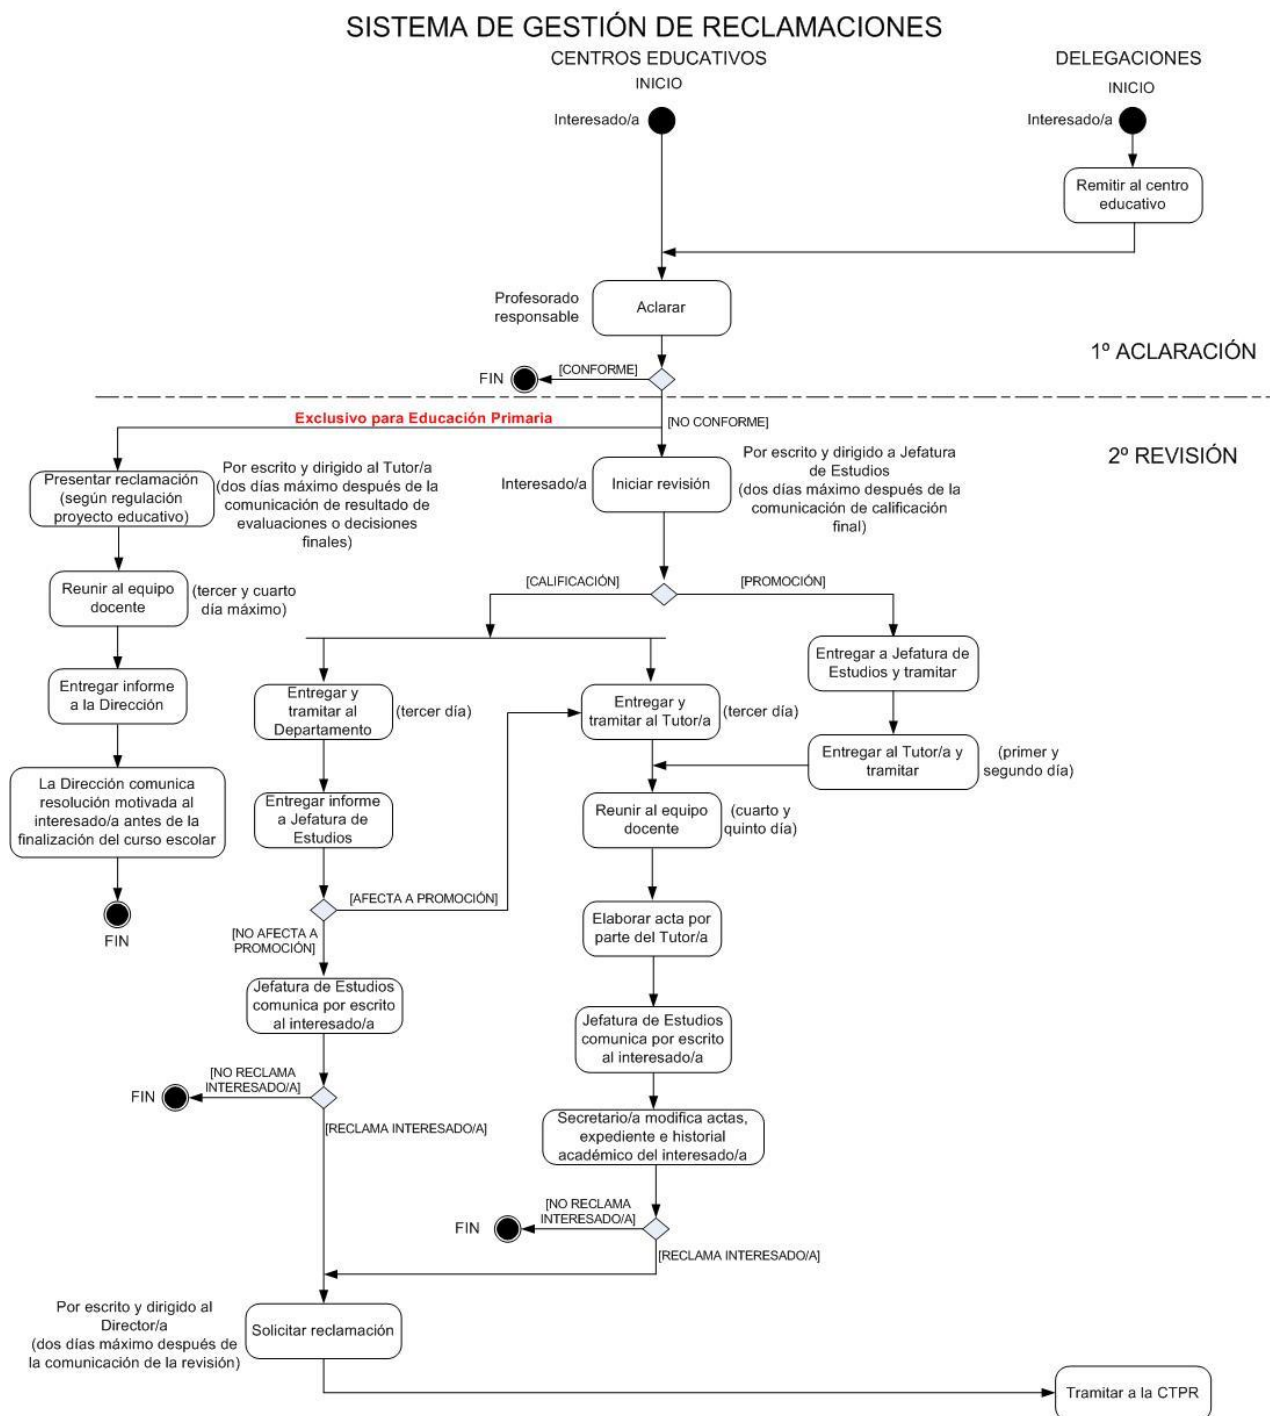 SISTEMA DE GESTIÓN DE RECLAMACIONES
CENTROS EDUCATIVOS
DELEGACIONES
INICIO
INICIO
Interesado/a
Interesado/a
Remitir al centro
educativo
Profesorado
responsable
Aclarar
1º ACLARACIÓN
FIN
[CONFORME]
Exclusivo para Educación Primaria
[NO CONFORME]
2º REVISIÓN
Presentar reclamación
(según regulación
proyecto educativo)
Por escrito y dirigido al Tutor/a
(dos días máximo después de la
comunicación de resultado de
evaluaciones o decisiones
finales)
Interesado/a
Iniciar revisión
Por escrito y dirigido a Jefatura
de Estudios
(dos días máximo después de la
comunicación de calificación
final)
Reunir al equipo
docente
(tercer y cuarto
día máximo)
[CALIFICACIÓN]
[PROMOCIÓN]
Entregar informe
a la Dirección
Entregar y
tramitar al
Departamento
(tercer día)
Entregar y
tramitar al Tutor/a
(tercer día)
Entregar a Jefatura de
Estudios y tramitar
Entregar al Tutor/a y
tramitar
(primer y
segundo día)
La Dirección comunica
resolución motivada al
interesado/a antes de la
finalización del curso escolar
Entregar informe
a Jefatura de
Estudios
Reunir al equipo
docente
(cuarto y
quinto día)
FIN
[AFECTA A PROMOCIÓN]
[NO AFECTA A
PROMOCIÓN]
Elaborar acta por
parte del Tutor/a
Jefatura de Estudios
comunica por escrito
al interesado/a
Jefatura de Estudios
comunica por escrito
al interesado/a
FIN
[NO RECLAMA
INTERESADO/A]
[RECLAMA INTERESADO/A]
Secretario/a modifica actas,
expediente e historial
académico del interesado/a
FIN
[NO RECLAMA
INTERESADO/A]
[RECLAMA INTERESADO/A]
Por escrito y dirigido al
Director/a
(dos días máximo después de
la comunicación de la revisión)
Solicitar reclamación
Tramitar a la CTPR